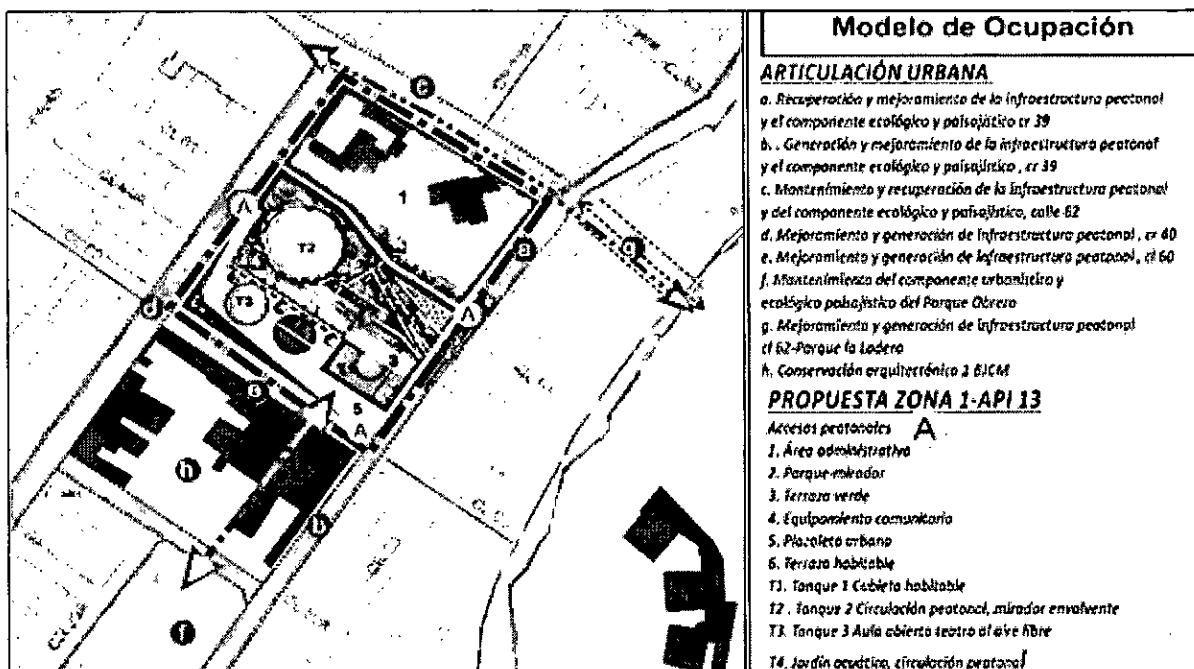 Modelo de Ocupación
ARTICULACIÓN URBANA
a. Recuperación y mejoramiento de la infraestructura peatonal
y el componente ecológico y paisajístico cr 39
b. . Generación y mejoramiento de la infraestructura peatonal
y el componente ecológico y paisajístico , cr 39
c. Mantenimiento y recuperación de la infraestructura peatonal
y del componente ecológico y paisajístico, calle 62
d. Mejoramiento y generación de infraestructura peatonal , cr 40
e. Mejoramiento y generación de infraestructura peatonal , cl 60
f. Mantenimiento del componente urbanístico y
ecológico paisajístico del Parque Obrero
g. Mejoramiento y generación de infraestructura peatonal
cl 62-Parque la Ladera
h. Conservación arquitectónica
PROPUESTA ZONA 1-API 13
Accesos peatonales A
1. Área administrativa
2. Parque-mirador
3. Terraza verde
4. Equipamiento comunitario
5. Plazoleta urbana
6. Terraza habitable
T1. Tanque 1 Cubieta habitable
T2 . Tanque 2 Circulación peatonal, mirador envolvente
T3. Tanque 3 Aula abierta teatro al aire libre
T4. Jardín acuático, circulación peatonal
e
1
A
T2
T3
d
A
5
A
h
b
f